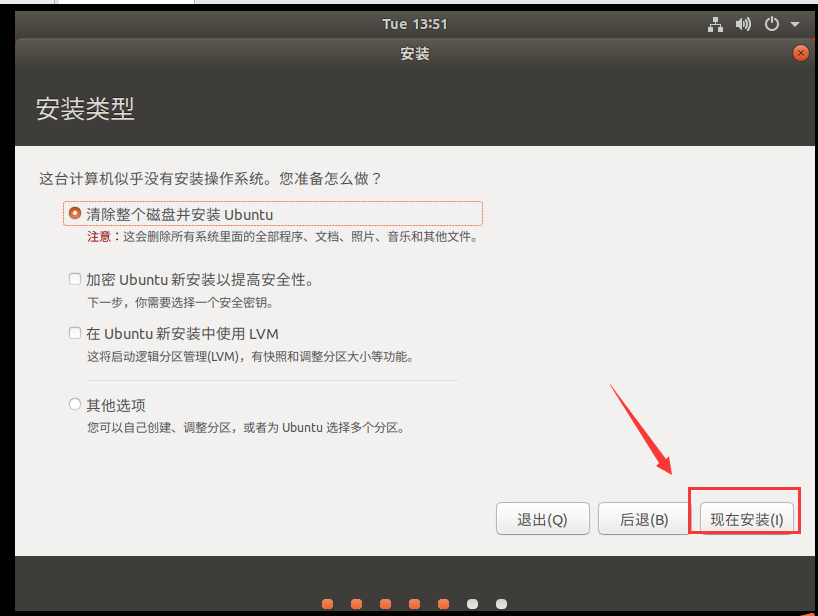 Tue 13:51
安装
安装类型
这台计算机似乎没有安装操作系统。您准备怎么做？
清除整个磁盘并安装 Ubuntu
注意：这会删除所有系统里面的全部程序、文档、照片、音乐和其他文件。
加密 Ubuntu 新安装以提高安全性。
下一步，你需要选择一个安全密钥。
在 Ubuntu 新安装中使用 LVM
这将启动逻辑分区管理(LVM)，有快照和调整分区大小等功能。
其他选项
您可以自己创建、调整分区，或者为 Ubuntu 选择多个分区。
退出(Q) 后退(B) 现在安装(I)